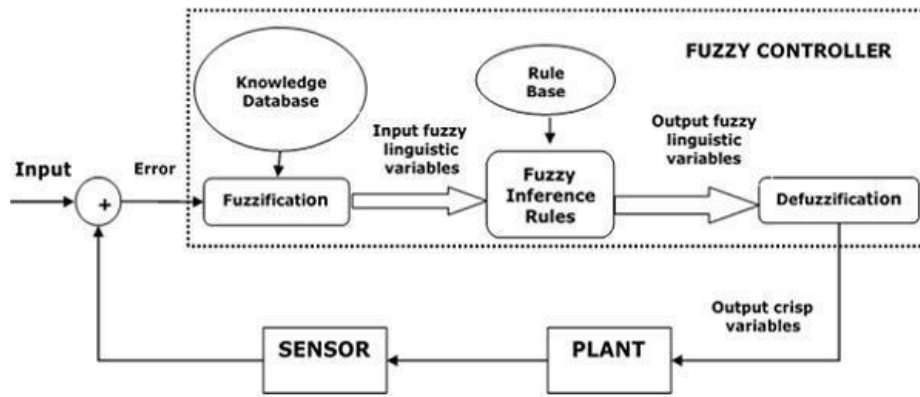 FUZZY CONTROLLER
Knowledge
Database
Rule
Base
Input fuzzy
linguistic
variables
Output fuzzy
linguistic
variables
Input
Error
+
Fuzzification
Fuzzy
Inference
Rules
Defuzzification
Output crisp
variables
SENSOR
PLANT